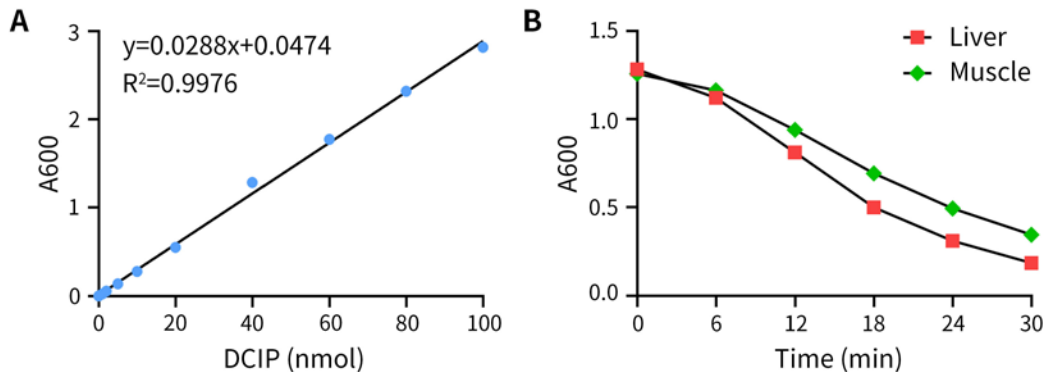 A
y=0.0288x+0.0474
R²=0.9976
A600
3
2
1
0
0 20 40 60 80 100
DCIP (nmol)
B
Liver
Muscle
A600
1.5
1.0
0.5
0.0
0 6 12 18 24 30
Time (min)